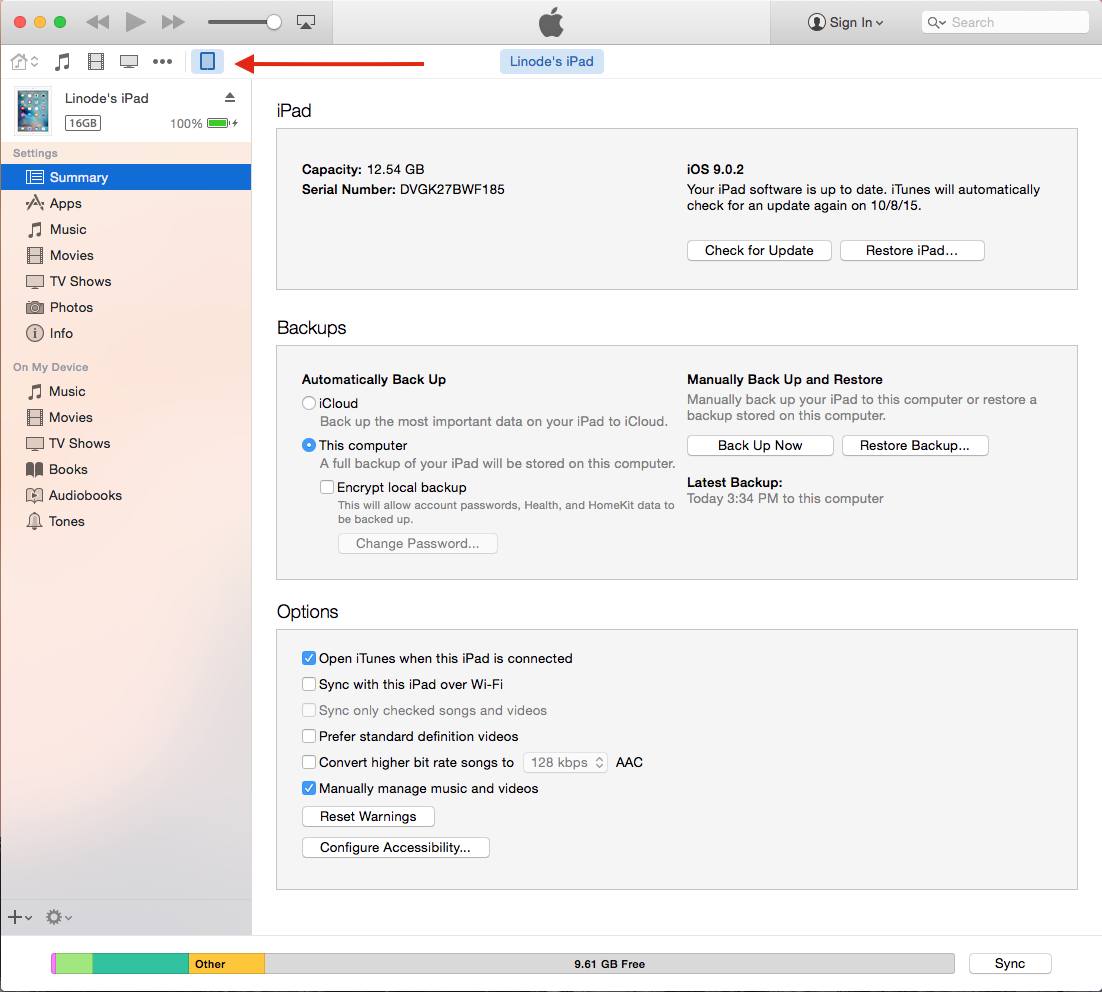 Sign In
Search
Linode's iPad
Linode's iPad
16GB
100%
Settings
Summary
Apps
Music
Movies
TV Shows
Photos
Info
On My Device
Music
Movies
TV Shows
Books
Audiobooks
Tones
iPad
Capacity: 12.54 GB
Serial Number: DVGK27BWF185
iOS 9.0.2
Your iPad software is up to date. iTunes will automatically
check for an update again on 10/8/15.
Check for Update
Restore iPad...
Backups
Automatically Back Up
iCloud
Back up the most important data on your iPad to iCloud.
This computer
A full backup of your iPad will be stored on this computer.
Encrypt local backup
This will allow account passwords, Health, and HomeKit data to
be backed up.
Change Password...
Manually Back Up and Restore
Manually back up your iPad to this computer or restore a
backup stored on this computer.
Back Up Now
Restore Backup...
Latest Backup:
Today 3:34 PM to this computer
Options
Open iTunes when this iPad is connected
Sync with this iPad over Wi-Fi
Sync only checked songs and videos
Prefer standard definition videos
Convert higher bit rate songs to 128 kbps AAC
Manually manage music and videos
Reset Warnings
Configure Accessibility...
Other
9.61 GB Free
Sync